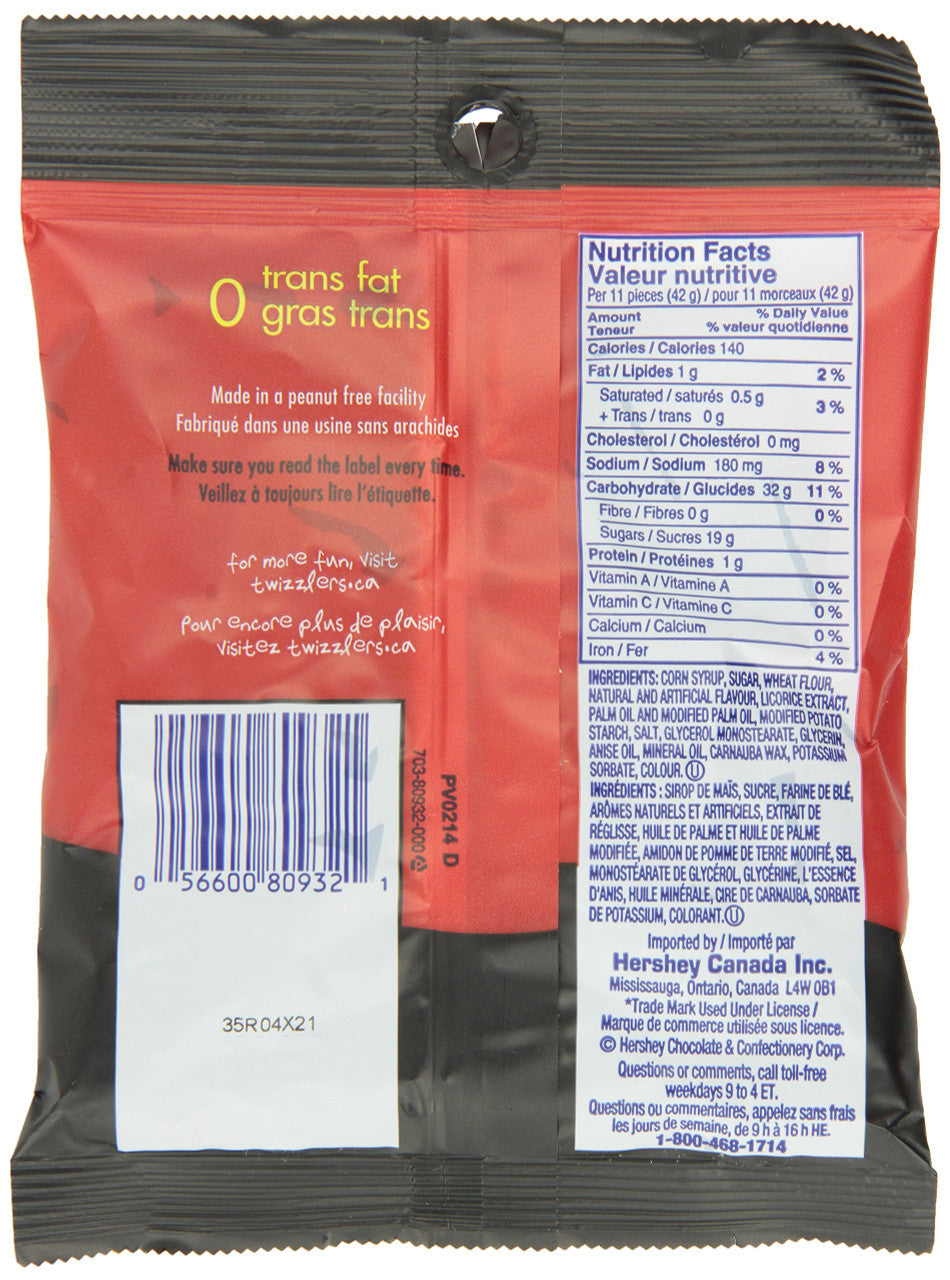 0 trans fat
gras trans
Made in a peanut free facility
Fabriqué dans une usine sans arachides
Make sure you read the label every time.
Veillez à toujours lire l'étiquette.
for more fun, visit
twizzlers.ca
pour encore plus de plaisir,
visitez twizzlers.ca
0 56600 80932 1
703-80932-000
PV0214 D
35R04X21
Nutrition Facts
Valeur nutritive
Per 11 pieces (42 g) / pour 11 morceaux (42 g)
Amount % Daily Value
Teneur % valeur quotidienne
Calories / Calories 140
Fat / Lipides 1 g 2 %
Saturated / saturés 0.5 g
+ Trans / trans 0 g 3 %
Cholesterol / Cholestérol 0 mg
Sodium / Sodium 180 mg 8 %
Carbohydrate / Glucides 32 g 11 %
Fibre / Fibres 0 g 0 %
Sugars / Sucres 19 g
Protein / Protéines 1 g
Vitamin A / Vitamine A 0 %
Vitamin C / Vitamine C 0 %
Calcium / Calcium 0 %
Iron / Fer 4 %
INGREDIENTS: CORN SYRUP, SUGAR, WHEAT FLOUR,
NATURAL AND ARTIFICIAL FLAVOUR, LICORICE EXTRACT,
PALM OIL AND MODIFIED PALM OIL, MODIFIED POTATO
STARCH, SALT, GLYCEROL MONOSTEARATE, GLYCERIN,
ANISE OIL, MINERAL OIL, CARNAUBA WAX, POTASSIUM
SORBATE, COLOUR. Ⓤ
INGRÉDIENTS : SIROP DE MAÏS, SUCRE, FARINE DE BLÉ,
ARÔMES NATURELS ET ARTIFICIELS, EXTRAIT DE
RÉGLISSE, HUILE DE PALME ET HUILE DE PALME
MODIFIÉE, AMIDON DE POMME DE TERRE MODIFIÉ, SEL,
MONOSTÉARATE DE GLYCÉROL, GLYCÉRINE, L'ESSENCE
D'ANIS, HUILE MINÉRALE, CIRE DE CARNAUBA, SORBATE
DE POTASSIUM, COLORANT. Ⓤ
Imported by / Importé par
Hershey Canada Inc.
Mississauga, Ontario, Canada L4W 0B1
*Trade Mark Used Under License /
Marque de commerce utilisée sous licence.
© Hershey Chocolate & Confectionery Corp.
Questions or comments, call toll-free
weekdays 9 to 4 ET.
Questions ou commentaires, appelez sans frais
les jours de semaine, de 9 h à 16 h HE.
1-800-468-1714